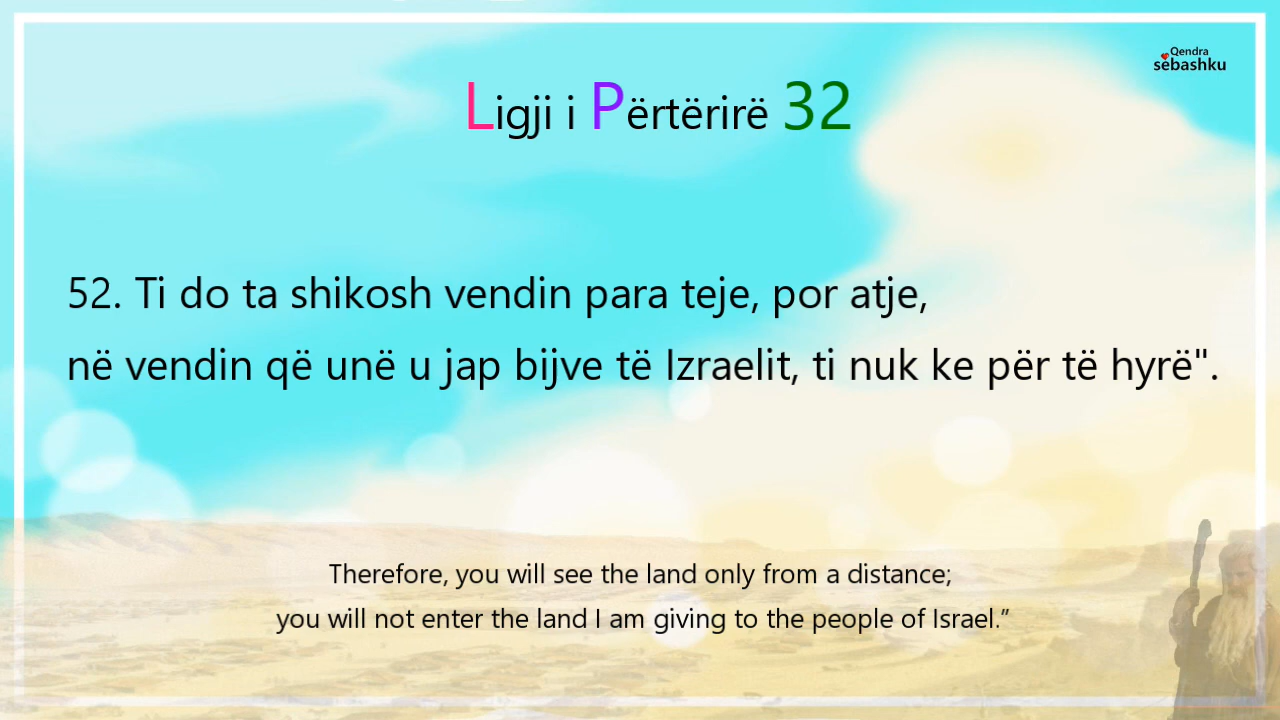 Qendra
sebashku
Ligji i Përtërirë 32
52. Ti do ta shikosh vendin para teje, por atje,
në vendin që unë u jap bijve të Izraelit, ti nuk ke për të hyrë".
Therefore, you will see the land only from a distance;
you will not enter the land I am giving to the people of Israel.”